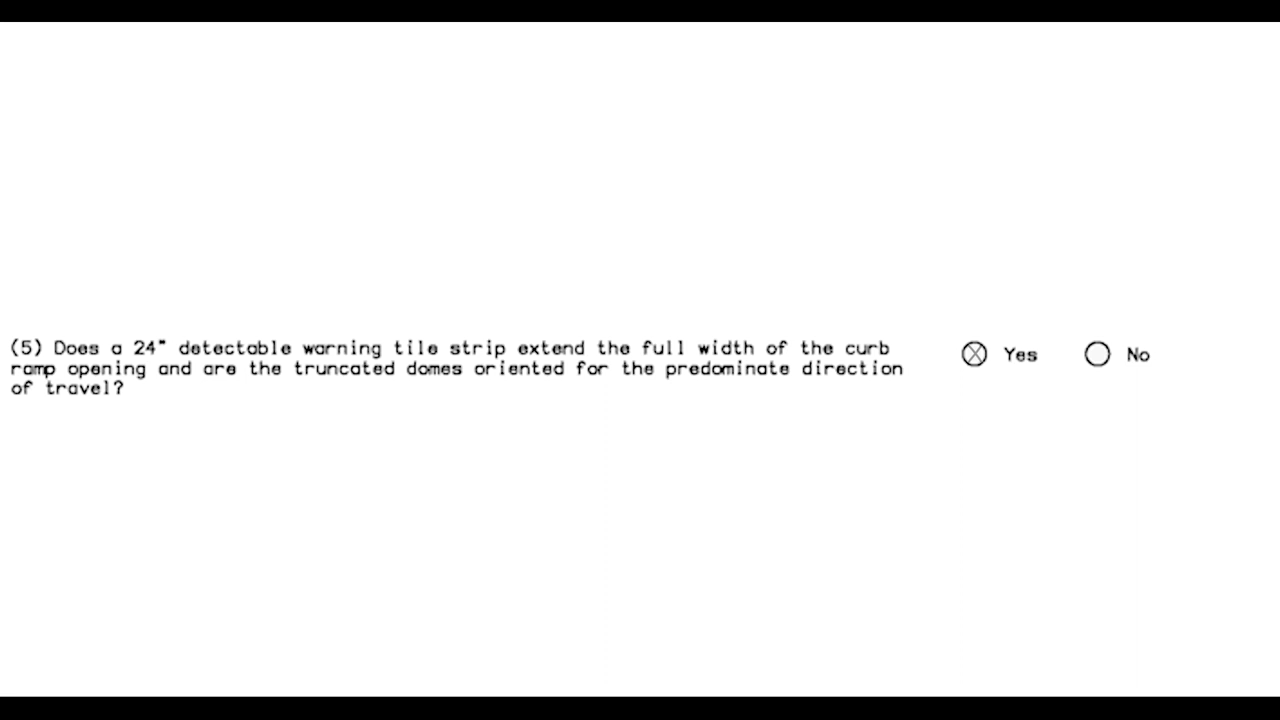 (5) Does a 24" detectable warning tile strip extend the full width of the curb
ramp opening and are the truncated domes oriented for the predominate direction
of travel?
Yes No